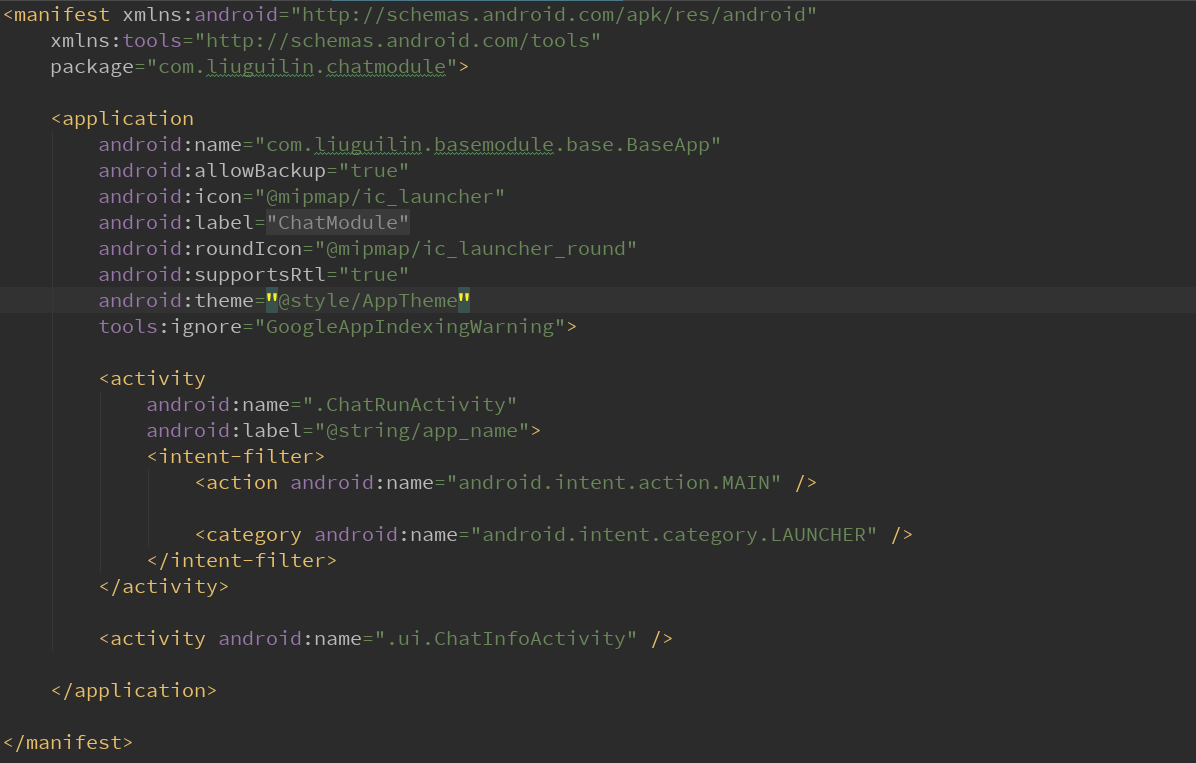 <manifest xmlns:android="http://schemas.android.com/apk/res/android"
xmlns:tools="http://schemas.android.com/tools"
package="com.liuguilin.chatmodule">
<application
android:name="com.liuguilin.basemodule.base.BaseApp"
android:allowBackup="true"
android:icon="@mipmap/ic_launcher"
android:label="ChatModule"
android:roundIcon="@mipmap/ic_launcher_round"
android:supportsRtl="true"
android:theme="@style/AppTheme"
tools:ignore="GoogleAppIndexingWarning">
<activity
android:name=".ChatRunActivity"
android:label="@string/app_name">
<intent-filter>
<action android:name="android.intent.action.MAIN" />
<category android:name="android.intent.category.LAUNCHER" />
</intent-filter>
</activity>
<activity android:name=".ui.ChatInfoActivity" />
</application>
</manifest>